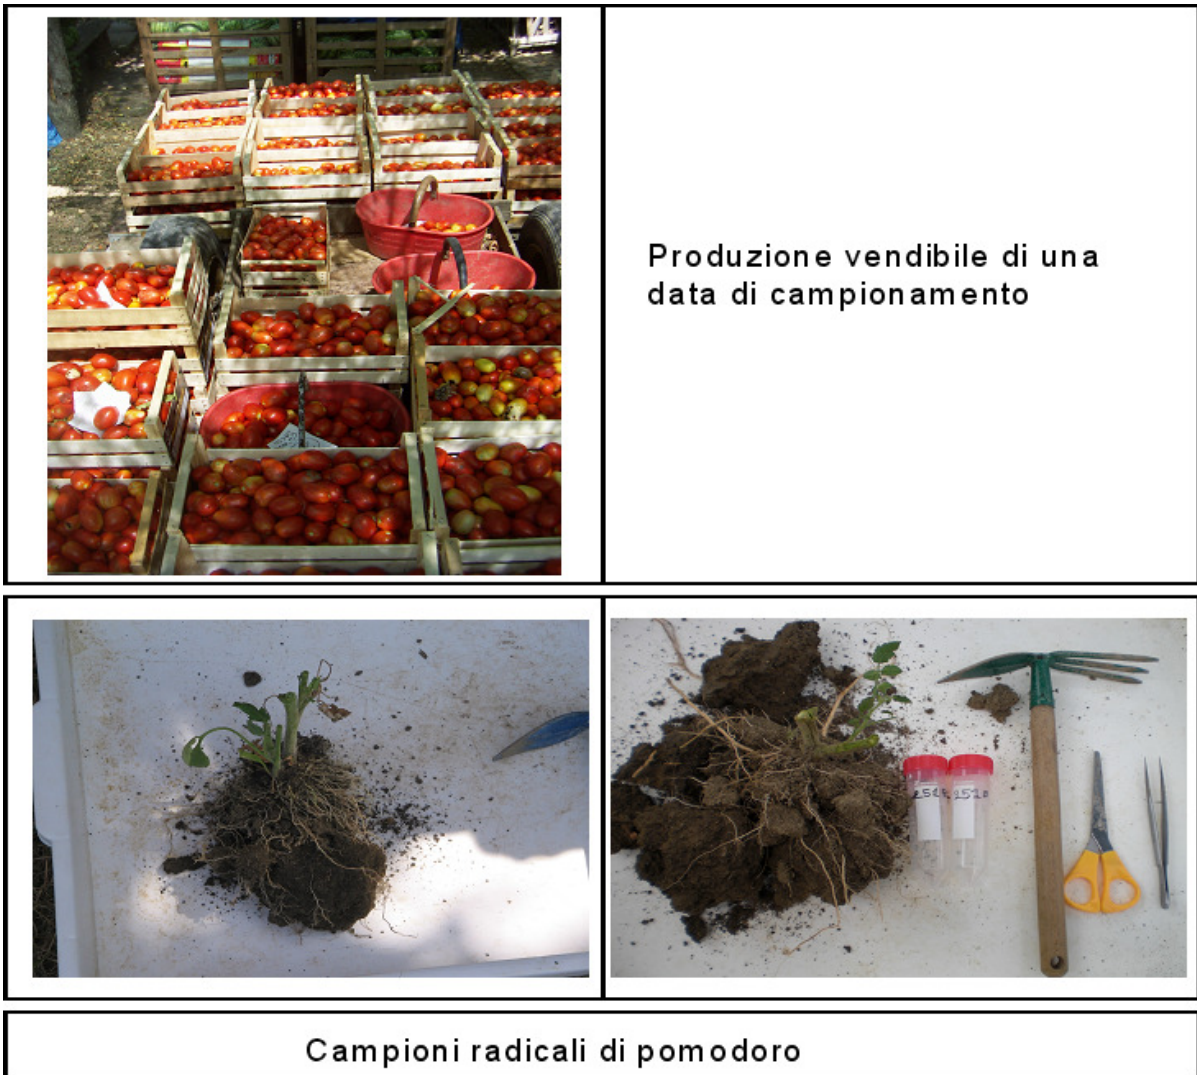 Produzione vendibile di una
data di campionamento
Campioni radicali di pomodoro